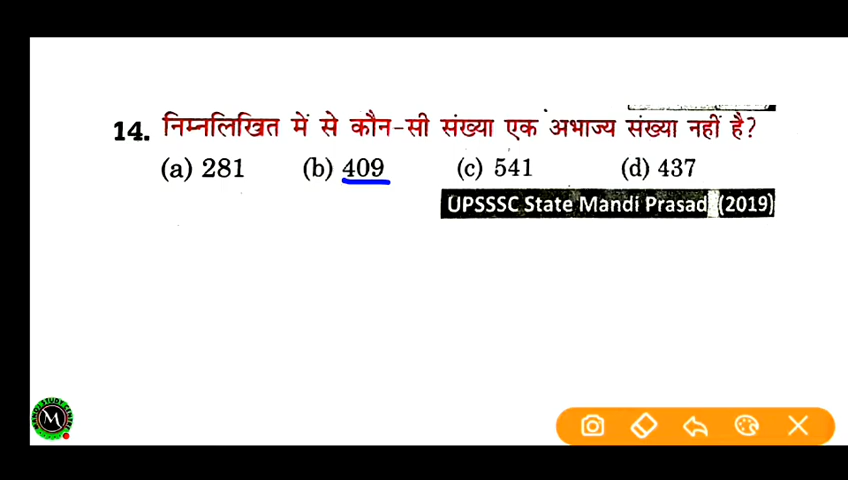 14. निम्नलिखित में से कौन-सी संख्या एक अभाज्य संख्या नहीं है?
(a) 281 (b) 409 (c) 541 (d) 437
UPSSSC State Mandi Prasad (2019)
M